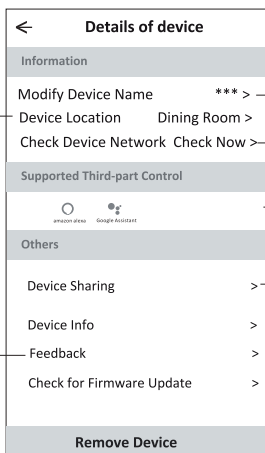 Details of device
Information
Modify Device Name *** >
Device Location Dining Room >
Check Device Network Check Now >
Supported Third-part Control
amazon alexa Google Assistant
Others
Device Sharing >
Device Info >
Feedback >
Check for Firmware Update >
Remove Device